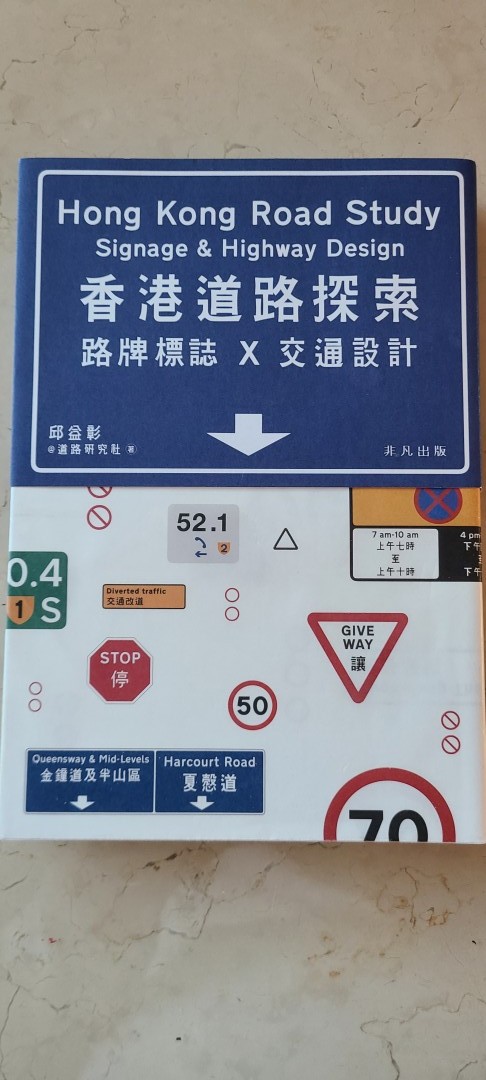 Hong Kong Road Study
Signage & Highway Design
香港道路探索
路牌標誌 X 交通設計
邱益彰
@道路研究社 著
非凡出版
52.1
2
7 am-10 am
上午七時
至
上午十時
4 pm
下午
至
下午
0.4
1 S
Diverted traffic
交通改道
STOP
停
GIVE
WAY
讓
50
Queensway & Mid-Levels
金鐘道及半山區
Harcourt Road
夏慤道
70